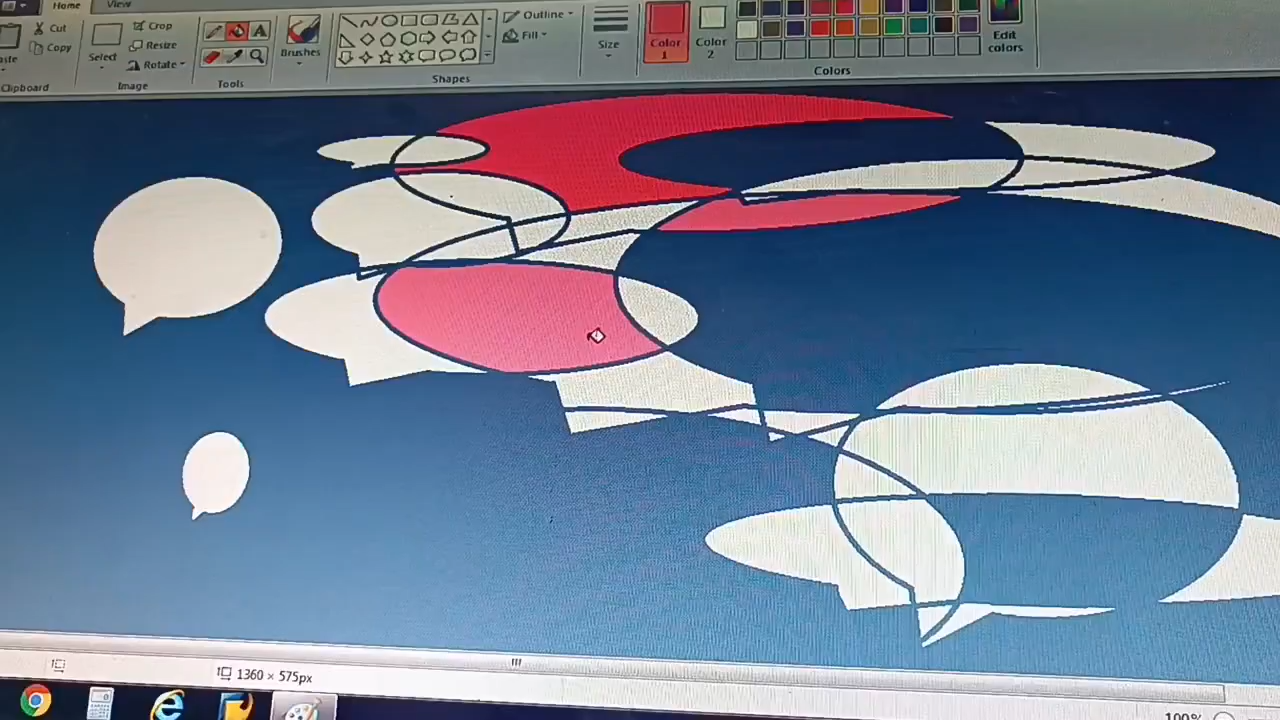 Home View
Cut
Copy
Clipboard
Select
Crop
Resize
Rotate
Image
A
Tools
Brushes
Shapes
Outline
Fill
Size
Color
1
Color
2
Colors
Edit
colors
1360 × 575px
100%